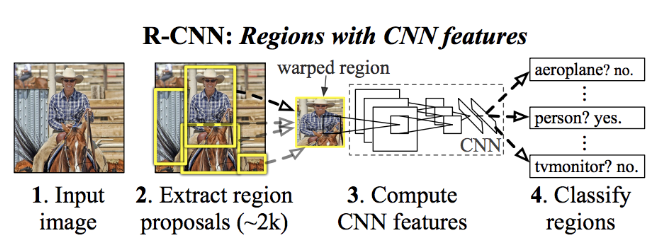 R-CNN: Regions with CNN features
warped region
aeroplane? no.
person? yes.
tvmonitor? no.
CNN
1. Input
image
2. Extract region
proposals (~2k)
3. Compute
CNN features
4. Classify
regions